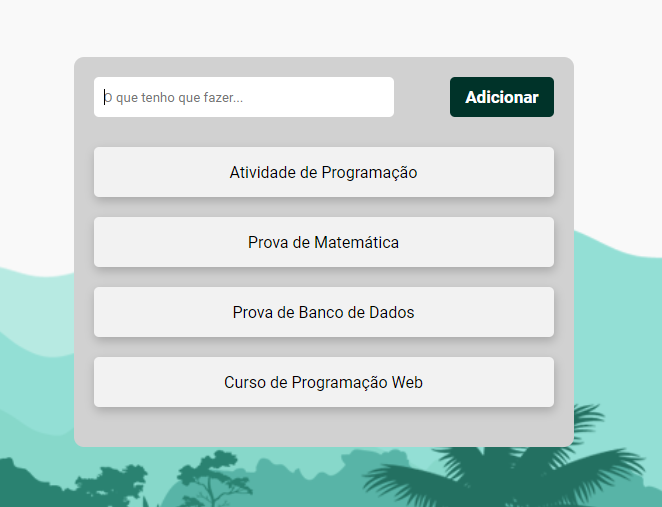 O que tenho que fazer...
Adicionar
Atividade de Programação
Prova de Matemática
Prova de Banco de Dados
Curso de Programação Web